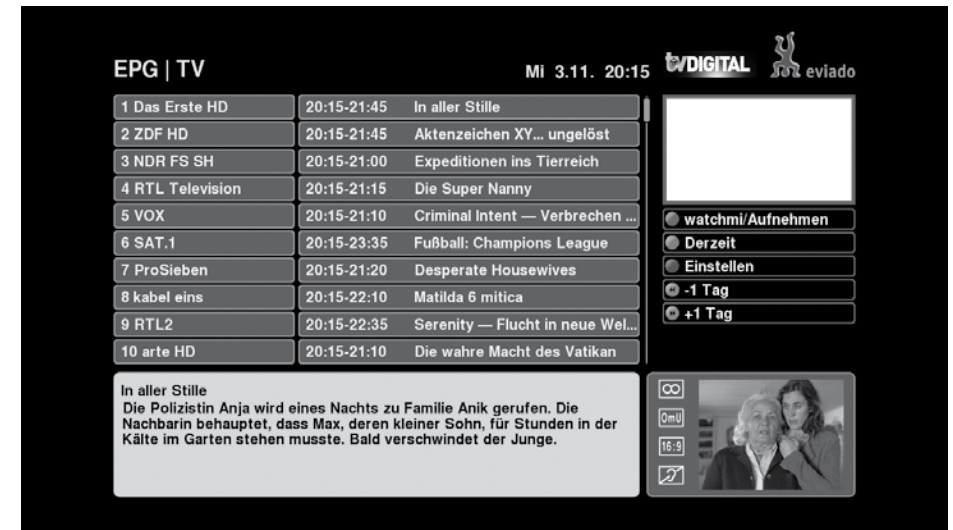 EPG | TV
Mi 3.11. 20:15
tvDIGITAL
eviado
1 Das Erste HD 20:15-21:45 In aller Stille
2 ZDF HD 20:15-21:45 Aktenzeichen XY... ungelöst
3 NDR FS SH 20:15-21:00 Expeditionen ins Tierreich
4 RTL Television 20:15-21:15 Die Super Nanny
5 VOX 20:15-21:10 Criminal Intent — Verbrechen ...
6 SAT.1 20:15-23:35 Fußball: Champions League
7 ProSieben 20:15-21:20 Desperate Housewives
8 kabel eins 20:15-22:10 Matilda 6 mitica
9 RTL2 20:15-22:35 Serenity — Flucht in neue Wel...
10 arte HD 20:15-21:10 Die wahre Macht des Vatikan
watchmi/Aufnehmen
Derzeit
Einstellen
-1 Tag
+1 Tag
In aller Stille
Die Polizistin Anja wird eines Nachts zu Familie Anik gerufen. Die
Nachbarin behauptet, dass Max, deren kleiner Sohn, für Stunden in der
Kälte im Garten stehen musste. Bald verschwindet der Junge.
OmU
16:9